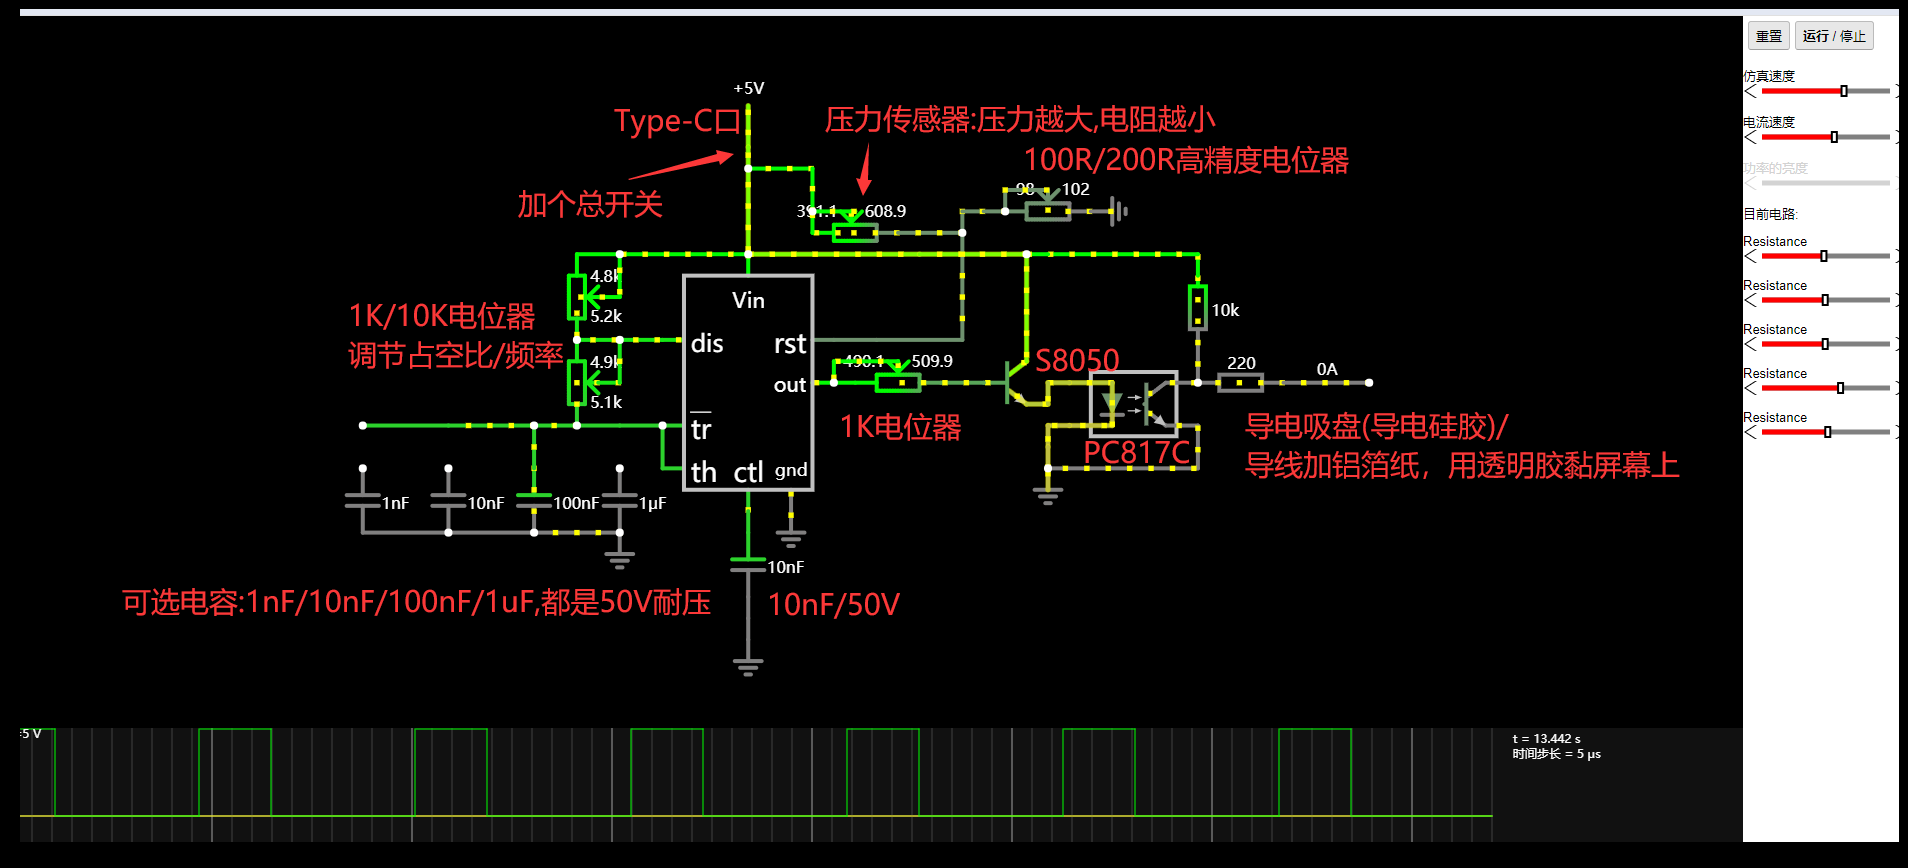 重置
运行 / 停止
仿真速度
电流速度
功率的亮度
目前电路:
Resistance
Resistance
Resistance
Resistance
Resistance
+5V
Type-C口
加个总开关
压力传感器:压力越大,电阻越小
100R/200R高精度电位器
98
102
391.1
608.9
4.8k
5.2k
1K/10K电位器
调节占空比/频率
4.9k
5.1k
Vin
dis
rst
out
tr
th
ctl
gnd
490.1
509.9
1K电位器
S8050
PC817C
10k
220
0A
导电吸盘(导电硅胶)/
导线加铝箔纸，用透明胶黏屏幕上
1nF
10nF
100nF
1μF
10nF
可选电容:1nF/10nF/100nF/1uF,都是50V耐压
10nF/50V
=5 V
t = 13.442 s
时间步长 = 5 μs